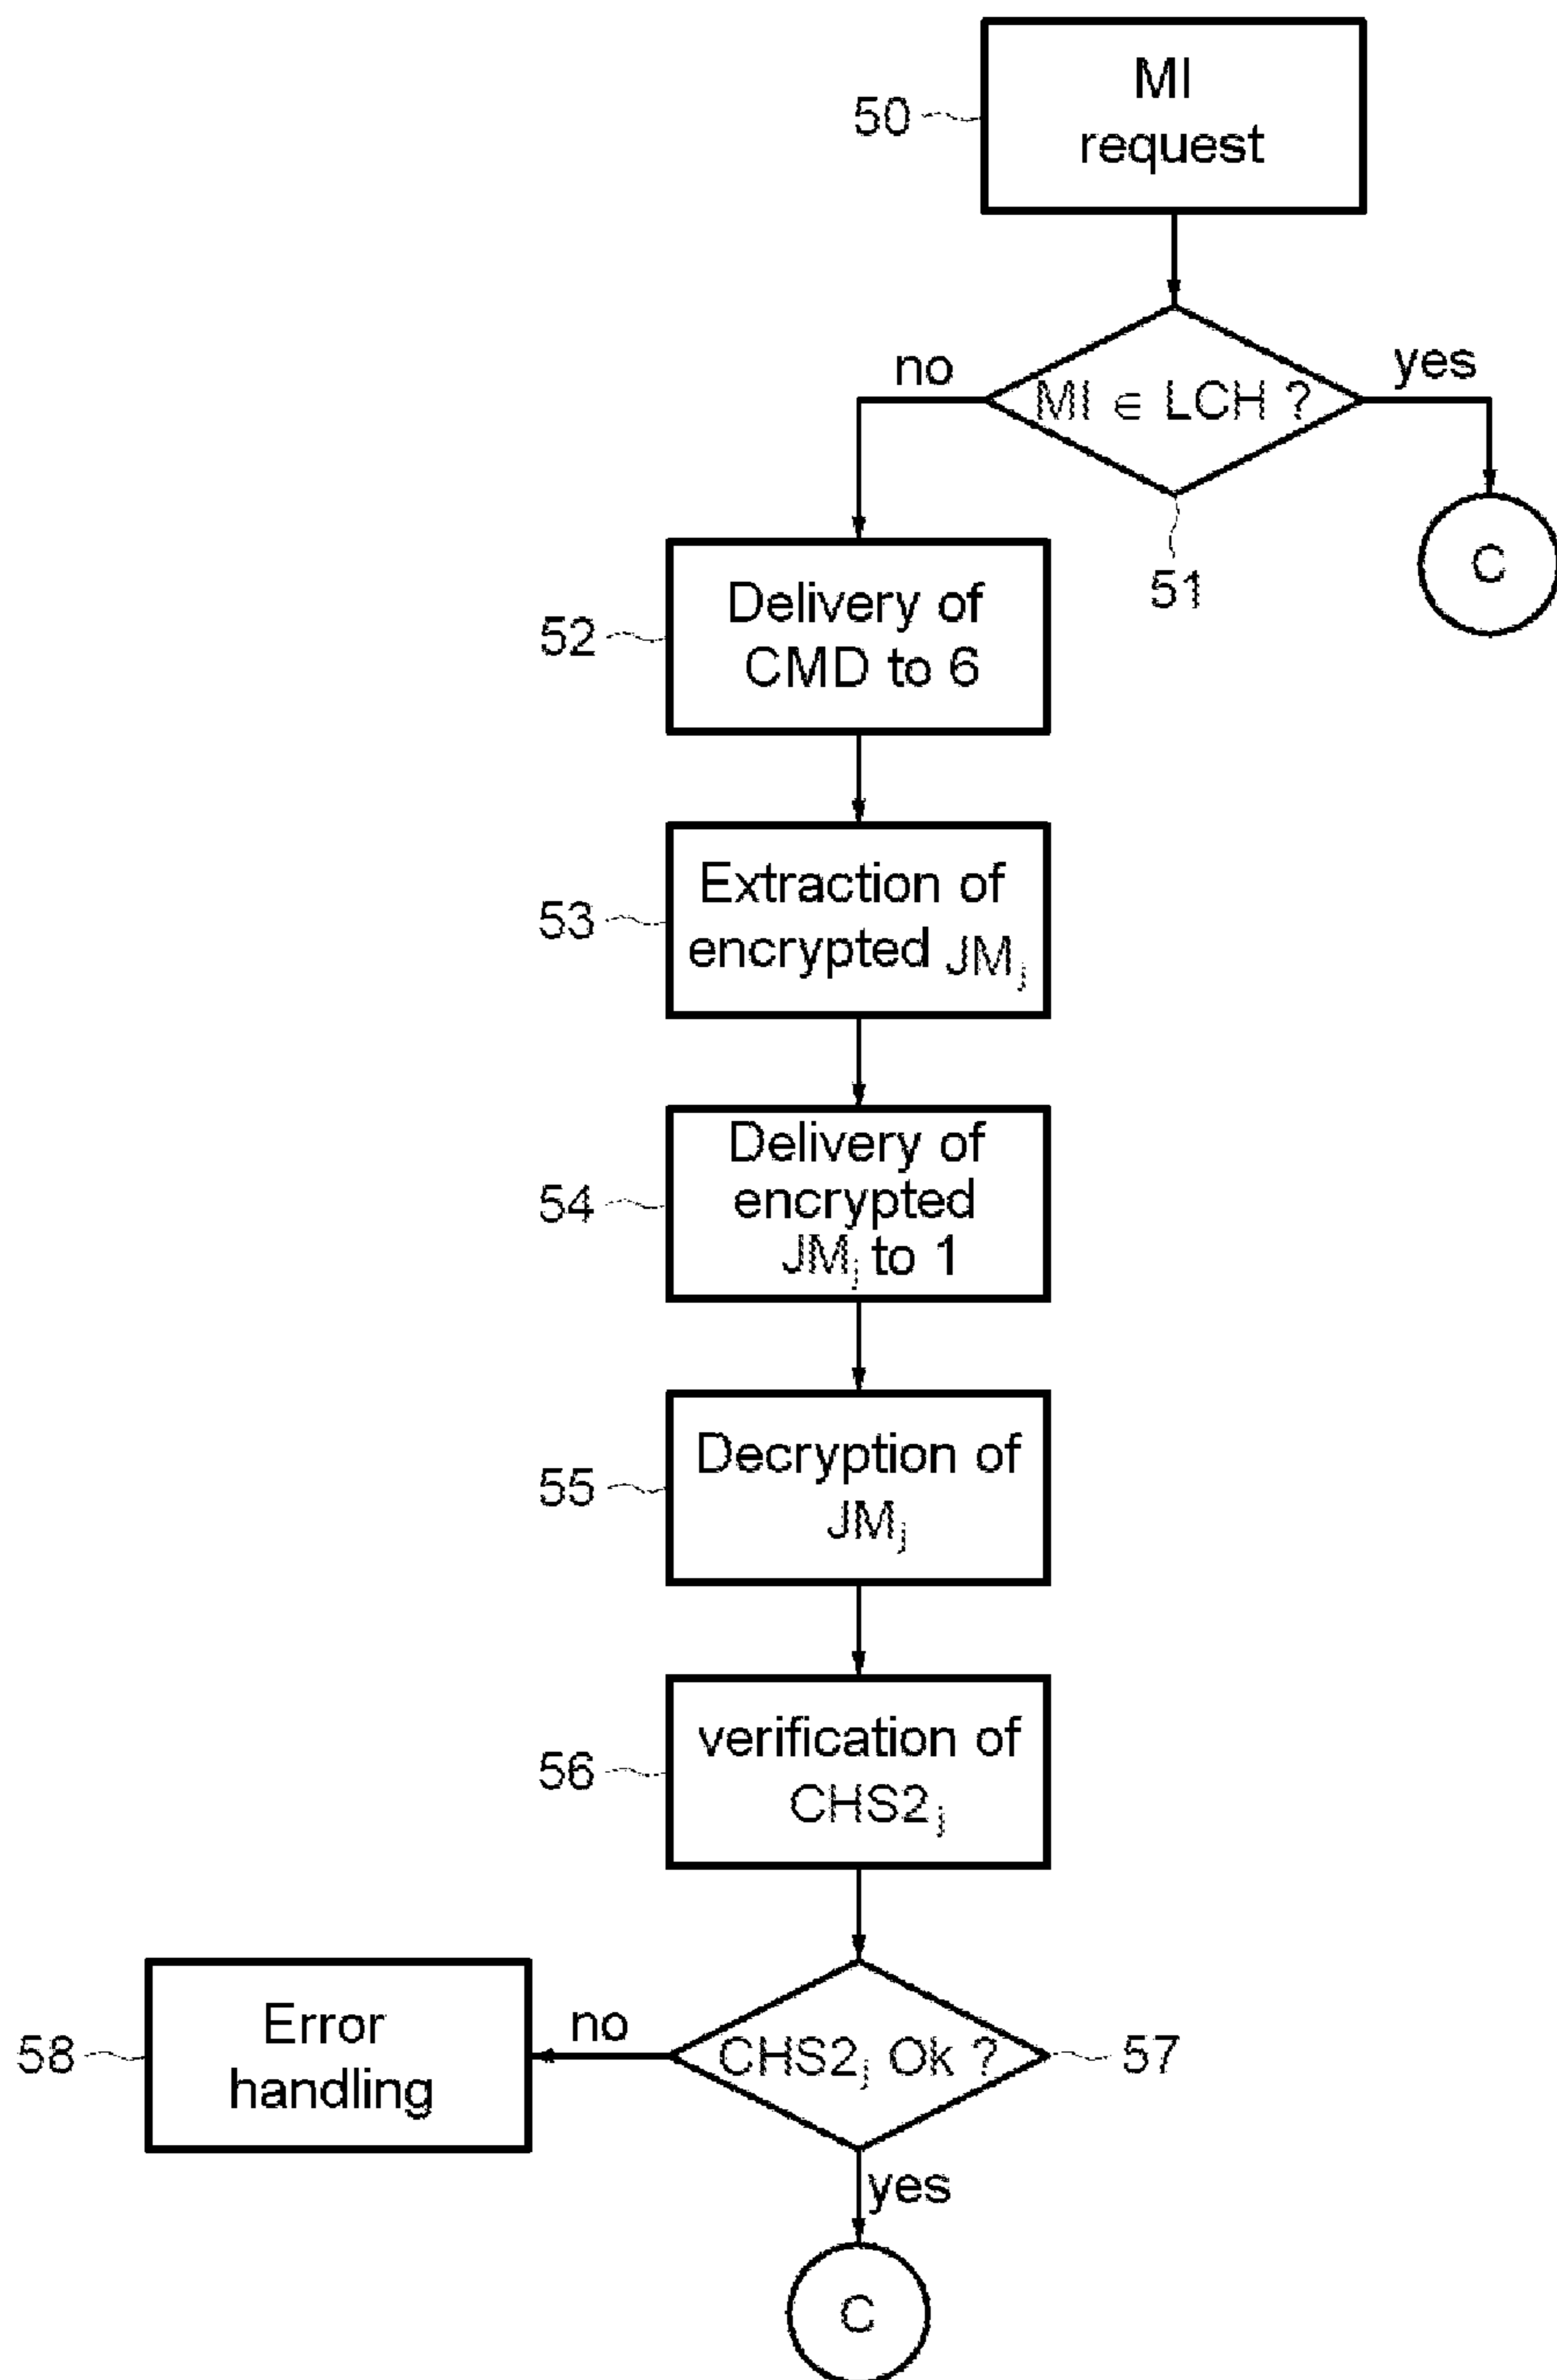 MI
request
50
no
yes
MI ∈ LCH ?
51
C
Delivery of
CMD to 6
52
Extraction of
encrypted JMj
53
Delivery of
encrypted
JMj to 1
54
Decryption of
JMj
55
verification of
CHS2j
56
Error
handling
58
no
CHS2j Ok ?
57
yes
C